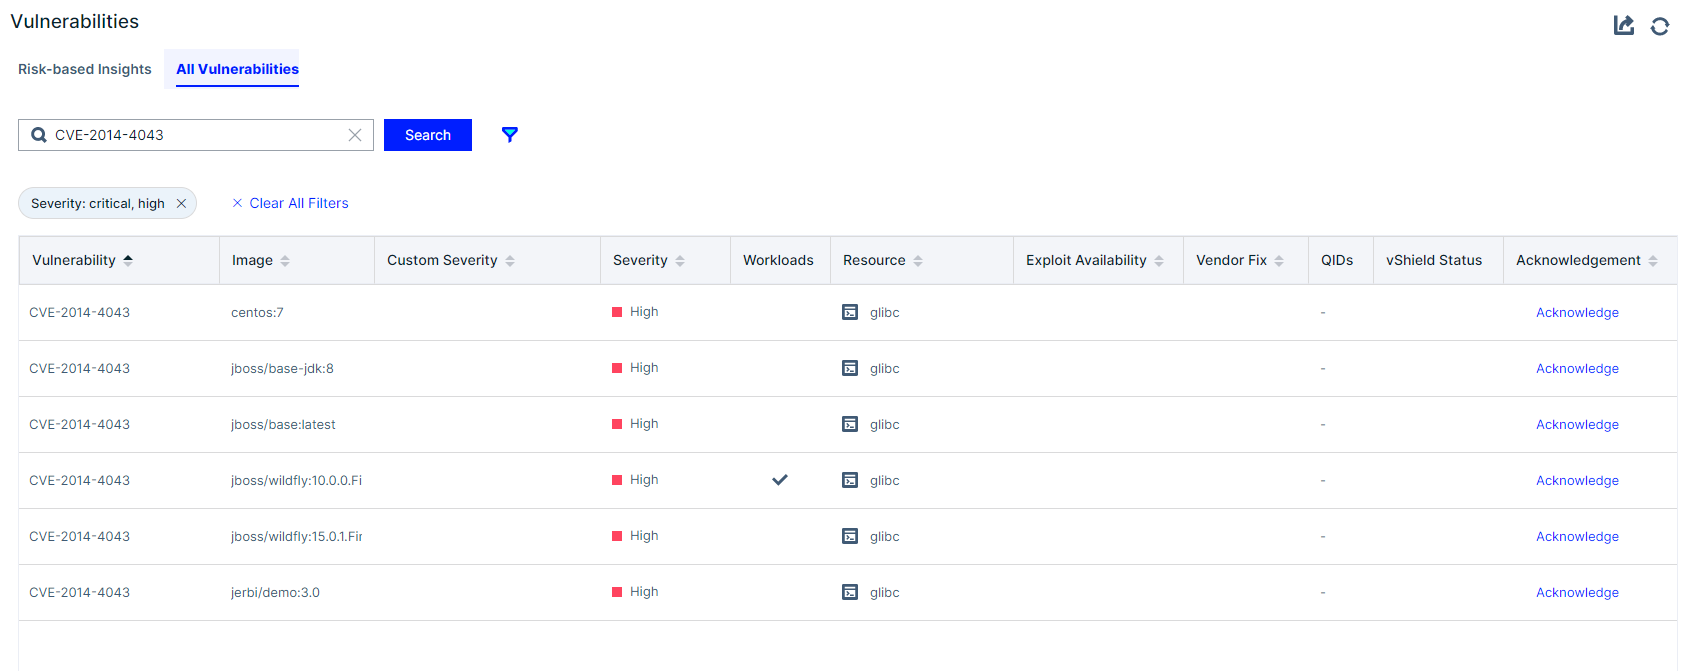 Vulnerabilities
Risk-based Insights All Vulnerabilities
CVE-2014-4043 Search
Severity: critical, high Clear All Filters
Vulnerability Image Custom Severity Severity Workloads Resource Exploit Availability Vendor Fix QIDs vShield Status Acknowledgement
CVE-2014-4043 centos:7 High glibc - Acknowledge
CVE-2014-4043 jboss/base-jdk:8 High glibc - Acknowledge
CVE-2014-4043 jboss/base:latest High glibc - Acknowledge
CVE-2014-4043 jboss/wildfly:10.0.0.Fi High glibc - Acknowledge
CVE-2014-4043 jboss/wildfly:15.0.1.Fin High glibc - Acknowledge
CVE-2014-4043 jerbi/demo:3.0 High glibc - Acknowledge